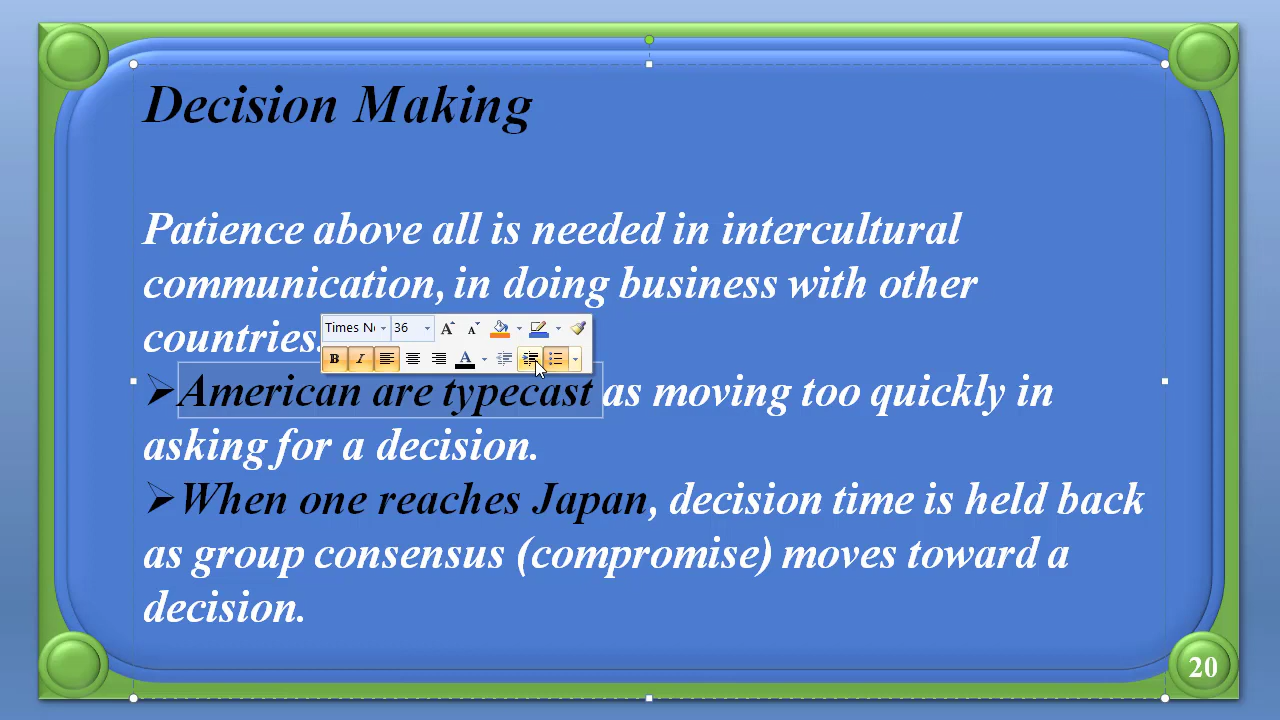 Decision Making
Patience above all is needed in intercultural
communication, in doing business with other
countries.
Times N
36
B I A
➢American are typecast as moving too quickly in
asking for a decision.
➢When one reaches Japan, decision time is held back
as group consensus (compromise) moves toward a
decision.
20